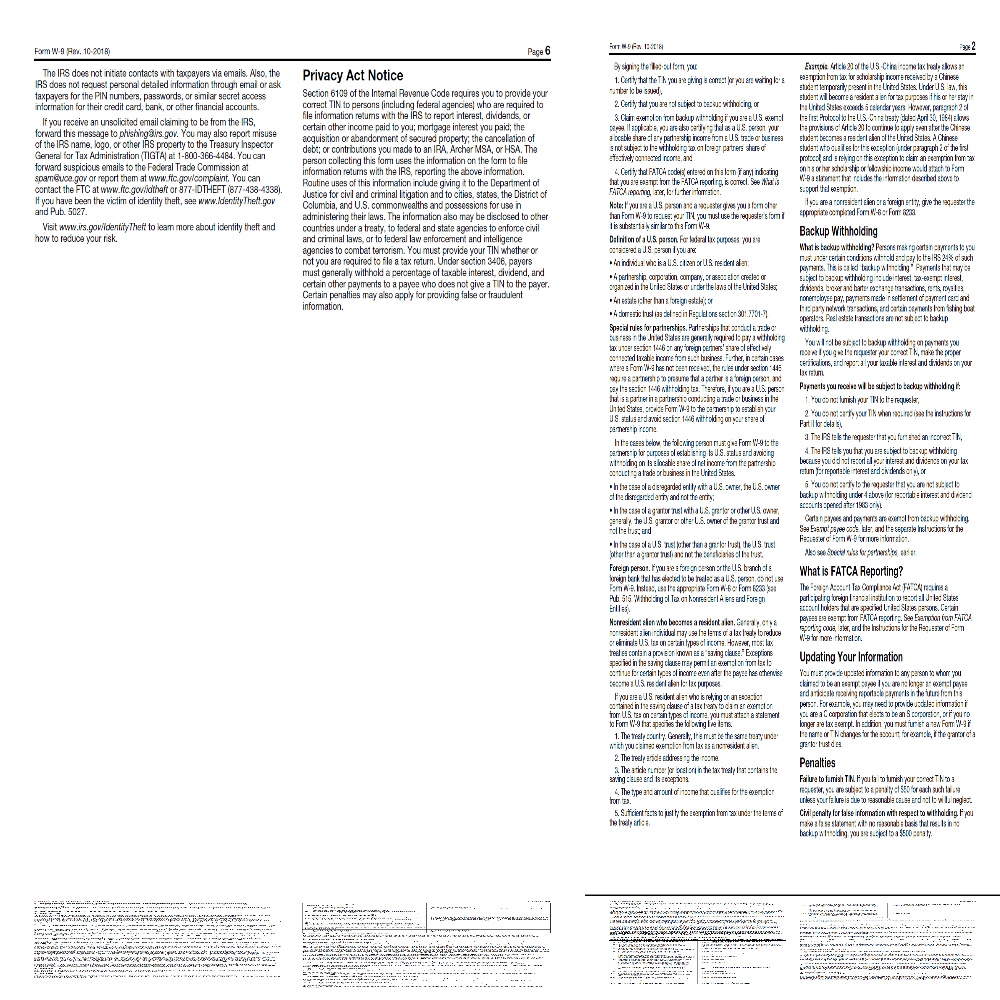 Form W-9 (Rev. 10-2018)
Page 6
The IRS does not initiate contacts with taxpayers via emails. Also, the
IRS does not request personal detailed information through email or ask
taxpayers for the PIN numbers, passwords, or similar secret access
information for their credit card, bank, or other financial accounts.
If you receive an unsolicited email claiming to be from the IRS,
forward this message to phishing@irs.gov. You may also report misuse
of the IRS name, logo, or other IRS property to the Treasury Inspector
General for Tax Administration (TIGTA) at 1-800-366-4484. You can
forward suspicious emails to the Federal Trade Commission at
spam@uce.gov or report them at www.ftc.gov/complaint. You can
contact the FTC at www.ftc.gov/idtheft or 877-IDTHEFT (877-438-4338).
If you have been the victim of identity theft, see www.IdentityTheft.gov
and Pub. 5027.
Visit www.irs.gov/IdentityTheft to learn more about identity theft and
how to reduce your risk.
Privacy Act Notice
Section 6109 of the Internal Revenue Code requires you to provide your
correct TIN to persons (including federal agencies) who are required to
file information returns with the IRS to report interest, dividends, or
certain other income paid to you; mortgage interest you paid; the
acquisition or abandonment of secured property; the cancellation of
debt; or contributions you made to an IRA, Archer MSA, or HSA. The
person collecting this form uses the information on the form to file
information returns with the IRS, reporting the above information.
Routine uses of this information include giving it to the Department of
Justice for civil and criminal litigation and to cities, states, the District of
Columbia, and U.S. commonwealths and possessions for use in
administering their laws. The information also may be disclosed to other
countries under a treaty, to federal and state agencies to enforce civil
and criminal laws, or to federal law enforcement and intelligence
agencies to combat terrorism. You must provide your TIN whether or
not you are required to file a tax return. Under section 3406, payers
must generally withhold a percentage of taxable interest, dividend, and
certain other payments to a payee who does not give a TIN to the payer.
Certain penalties may also apply for providing false or fraudulent
information.
Form W-9 (Rev. 10-2018)
Page 2
By signing the filled-out form, you:
1. Certify that the TIN you are giving is correct (or you are waiting for a
number to be issued),
2. Certify that you are not subject to backup withholding, or
3. Claim exemption from backup withholding if you are a U.S. exempt
payee. If applicable, you are also certifying that as a U.S. person, your
allocable share of any partnership income from a U.S. trade or business
is not subject to the withholding tax on foreign partners' share of
effectively connected income, and
4. Certify that FATCA code(s) entered on this form (if any) indicating
that you are exempt from the FATCA reporting, is correct. See What is
FATCA reporting, later, for further information.
Note: If you are a U.S. person and a requester gives you a form other
than Form W-9 to request your TIN, you must use the requester's form if
it is substantially similar to this Form W-9.
Definition of a U.S. person. For federal tax purposes, you are
considered a U.S. person if you are:
• An individual who is a U.S. citizen or U.S. resident alien;
• A partnership, corporation, company, or association created or
organized in the United States or under the laws of the United States;
• An estate (other than a foreign estate); or
• A domestic trust (as defined in Regulations section 301.7701-7).
Special rules for partnerships. Partnerships that conduct a trade or
business in the United States are generally required to pay a withholding
tax under section 1446 on any foreign partners' share of effectively
connected taxable income from such business. Further, in certain cases
where a Form W-9 has not been received, the rules under section 1446
require a partnership to presume that a partner is a foreign person, and
pay the section 1446 withholding tax. Therefore, if you are a U.S. person
that is a partner in a partnership conducting a trade or business in the
United States, provide Form W-9 to the partnership to establish your
U.S. status and avoid section 1446 withholding on your share of
partnership income.
In the cases below, the following person must give Form W-9 to the
partnership for purposes of establishing its U.S. status and avoiding
withholding on its allocable share of net income from the partnership
conducting a trade or business in the United States.
• In the case of a disregarded entity with a U.S. owner, the U.S. owner
of the disregarded entity and not the entity;
• In the case of a grantor trust with a U.S. grantor or other U.S. owner,
generally, the U.S. grantor or other U.S. owner of the grantor trust and
not the trust; and
• In the case of a U.S. trust (other than a grantor trust), the U.S. trust
(other than a grantor trust) and not the beneficiaries of the trust.
Foreign person. If you are a foreign person or the U.S. branch of a
foreign bank that has elected to be treated as a U.S. person, do not use
Form W-9. Instead, use the appropriate Form W-8 or Form 8233 (see
Pub. 515, Withholding of Tax on Nonresident Aliens and Foreign
Entities).
Nonresident alien who becomes a resident alien. Generally, only a
nonresident alien individual may use the terms of a tax treaty to reduce
or eliminate U.S. tax on certain types of income. However, most tax
treaties contain a provision known as a "saving clause." Exceptions
specified in the saving clause may permit an exemption from tax to
continue for certain types of income even after the payee has otherwise
become a U.S. resident alien for tax purposes.
If you are a U.S. resident alien who is relying on an exception
contained in the saving clause of a tax treaty to claim an exemption
from U.S. tax on certain types of income, you must attach a statement
to Form W-9 that specifies the following five items.
1. The treaty country. Generally, this must be the same treaty under
which you claimed exemption from tax as a nonresident alien.
2. The treaty article addressing the income.
3. The article number (or location) in the tax treaty that contains the
saving clause and its exceptions.
4. The type and amount of income that qualifies for the exemption
from tax.
5. Sufficient facts to justify the exemption from tax under the terms of
the treaty article.
Example. Article 20 of the U.S.-China income tax treaty allows an
exemption from tax for scholarship income received by a Chinese
student temporarily present in the United States. Under U.S. law, this
student will become a resident alien for tax purposes if his or her stay in
the United States exceeds 5 calendar years. However, paragraph 2 of
the first Protocol to the U.S.-China treaty (dated April 30, 1984) allows
the provisions of Article 20 to continue to apply even after the Chinese
student becomes a resident alien of the United States. A Chinese
student who qualifies for this exception (under paragraph 2 of the first
protocol) and is relying on this exception to claim an exemption from tax
on his or her scholarship or fellowship income would attach to Form
W-9 a statement that includes the information described above to
support that exemption.
If you are a nonresident alien or a foreign entity, give the requester the
appropriate completed Form W-8 or Form 8233.
Backup Withholding
What is backup withholding? Persons making certain payments to you
must under certain conditions withhold and pay to the IRS 24% of such
payments. This is called "backup withholding." Payments that may be
subject to backup withholding include interest, tax-exempt interest,
dividends, broker and barter exchange transactions, rents, royalties,
nonemployee pay, payments made in settlement of payment card and
third party network transactions, and certain payments from fishing boat
operators. Real estate transactions are not subject to backup
withholding.
You will not be subject to backup withholding on payments you
receive if you give the requester your correct TIN, make the proper
certifications, and report all your taxable interest and dividends on your
tax return.
Payments you receive will be subject to backup withholding if:
1. You do not furnish your TIN to the requester,
2. You do not certify your TIN when required (see the instructions for
Part II for details),
3. The IRS tells the requester that you furnished an incorrect TIN,
4. The IRS tells you that you are subject to backup withholding
because you did not report all your interest and dividends on your tax
return (for reportable interest and dividends only), or
5. You do not certify to the requester that you are not subject to
backup withholding under 4 above (for reportable interest and dividend
accounts opened after 1983 only).
Certain payees and payments are exempt from backup withholding.
See Exempt payee code, later, and the separate Instructions for the
Requester of Form W-9 for more information.
Also see Special rules for partnerships, earlier.
What is FATCA Reporting?
The Foreign Account Tax Compliance Act (FATCA) requires a
participating foreign financial institution to report all United States
account holders that are specified United States persons. Certain
payees are exempt from FATCA reporting. See Exemption from FATCA
reporting code, later, and the Instructions for the Requester of Form
W-9 for more information.
Updating Your Information
You must provide updated information to any person to whom you
claimed to be an exempt payee if you are no longer an exempt payee
and anticipate receiving reportable payments in the future from this
person. For example, you may need to provide updated information if
you are a C corporation that elects to be an S corporation, or if you no
longer are tax exempt. In addition, you must furnish a new Form W-9 if
the name or TIN changes for the account; for example, if the grantor of a
grantor trust dies.
Penalties
Failure to furnish TIN. If you fail to furnish your correct TIN to a
requester, you are subject to a penalty of $50 for each such failure
unless your failure is due to reasonable cause and not to willful neglect.
Civil penalty for false information with respect to withholding. If you
make a false statement with no reasonable basis that results in no
backup withholding, you are subject to a $500 penalty.